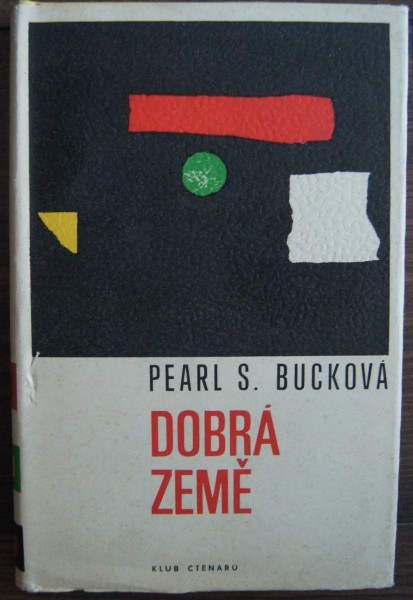 PEARL S. BUCKOVÁ
DOBRÁ
ZEMĚ
KLUB ČTENÁŘŮ